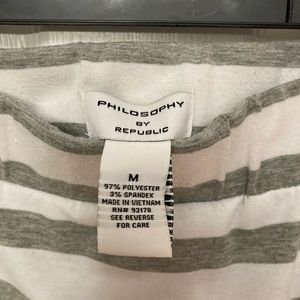 PHILOSOPHY
BY
REPUBLIC
M
97% POLYESTER
3% SPANDEX
MADE IN VIETNAM
RN# 93178
SEE REVERSE
FOR CARE